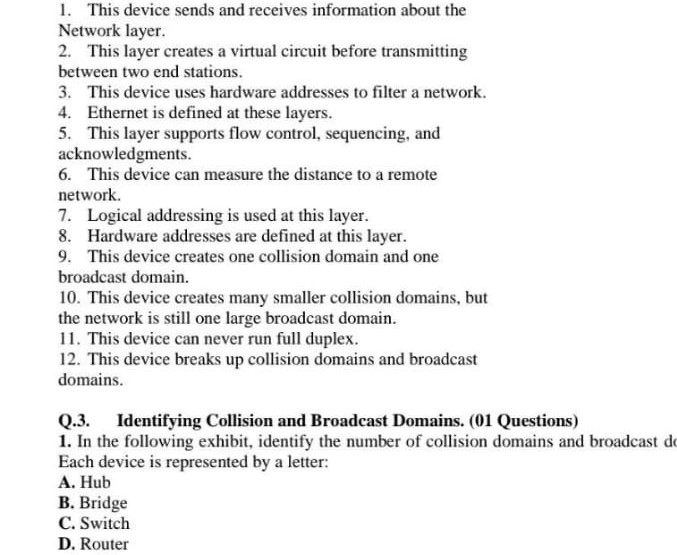 1. This device sends and receives information about the
Network layer.
2. This layer creates a virtual circuit before transmitting
between two end stations.
3. This device uses hardware addresses to filter a network.
4. Ethernet is defined at these layers.
5. This layer supports flow control, sequencing, and
acknowledgments.
6. This device can measure the distance to a remote
network.
7. Logical addressing is used at this layer.
8. Hardware addresses are defined at this layer.
9. This device creates one collision domain and one
broadcast domain.
10. This device creates many smaller collision domains, but
the network is still one large broadcast domain.
11. This device can never run full duplex.
12. This device breaks up collision domains and broadcast
domains.
Q.3. Identifying Collision and Broadcast Domains. (01 Questions)
1. In the following exhibit, identify the number of collision domains and broadcast
Each device is represented by a letter:
A. Hub
B. Bridge
C. Switch
D. Router